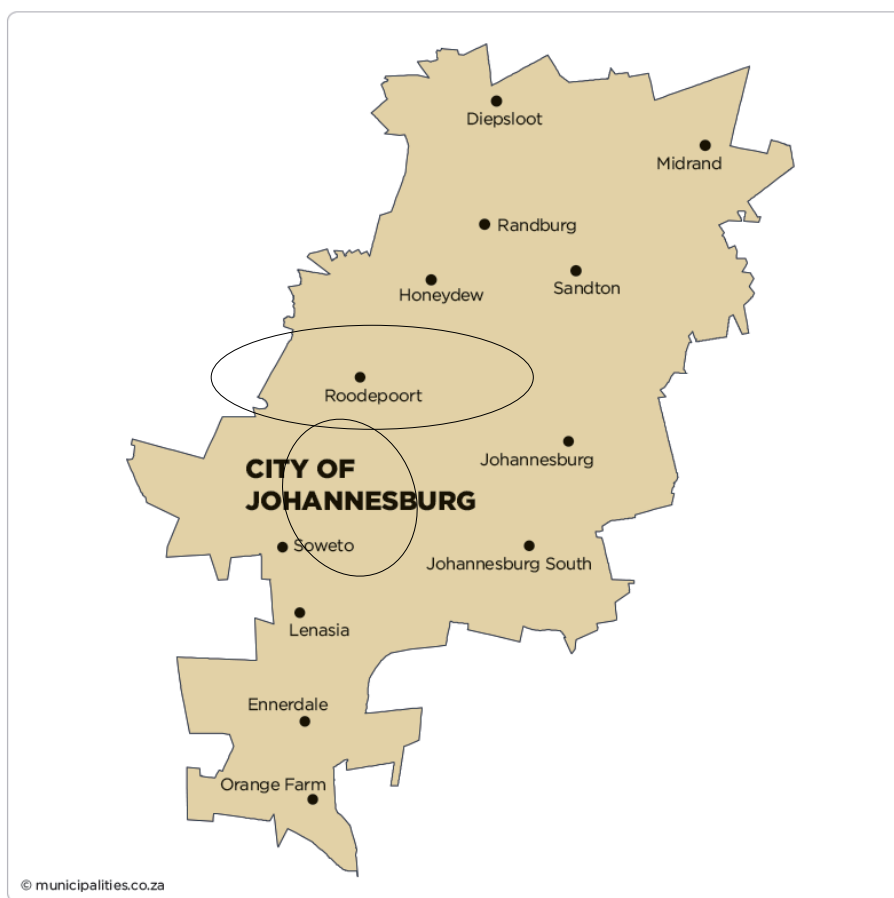 Diepsloot
Midrand
Randburg
Sandton
Honeydew
Roodepoort
Johannesburg
CITY OF
JOHANNESBURG
Soweto
Johannesburg South
Lenasia
Ennerdale
Orange Farm
© municipalities.co.za